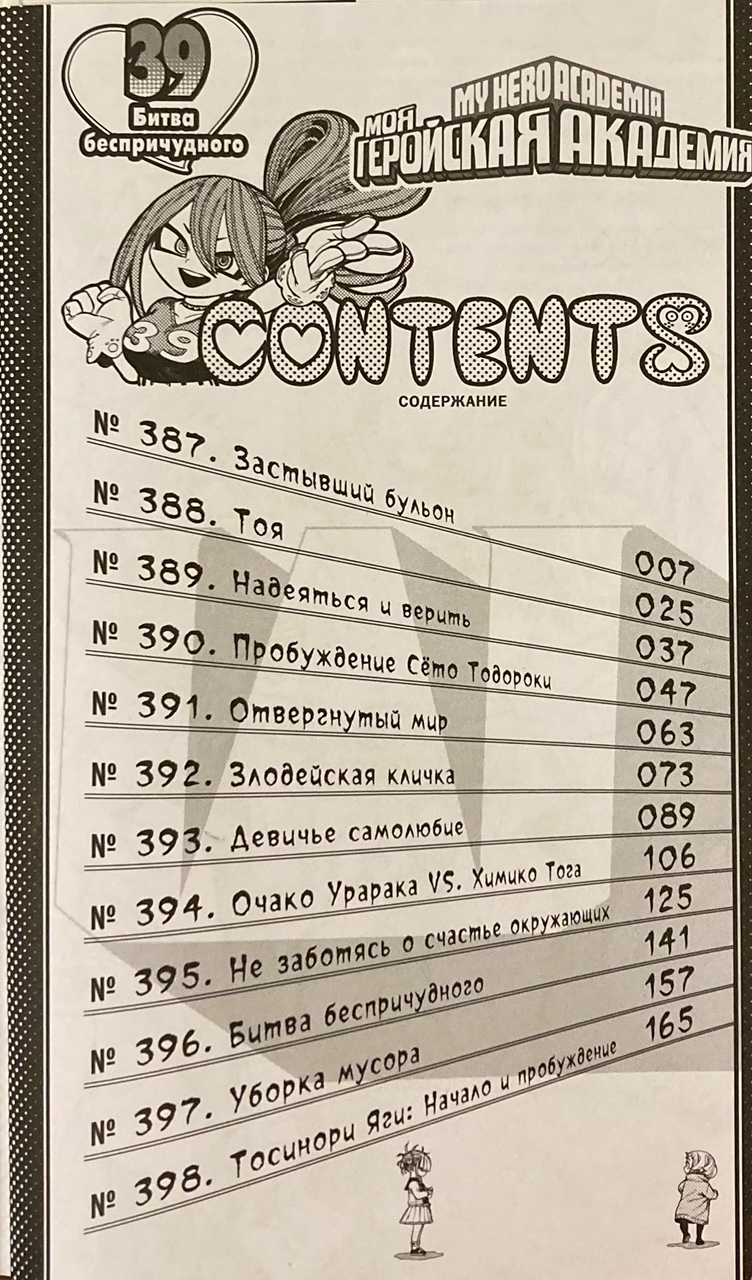 39
Битва
беспричудного
MY HERO ACADEMIA
МОЯ
ГЕРОЙСКАЯ АКАДЕМИЯ
39
CONTENTS
СОДЕРЖАНИЕ
№ 387. Застывший бульон 007
№ 388. Тоя 025
№ 389. Надеяться и верить 037
№ 390. Пробуждение Сёто Тодороки 047
№ 391. Отвергнутый мир 063
№ 392. Злодейская кличка 073
№ 393. Девичье самолюбие 089
№ 394. Очако Урарака VS. Химико Тога 106
№ 395. Не заботясь о счастье окружающих 125
№ 396. Битва беспричудного 141
№ 397. Уборка мусора 157
№ 398. Тосинори Яги: Начало и пробуждение 165